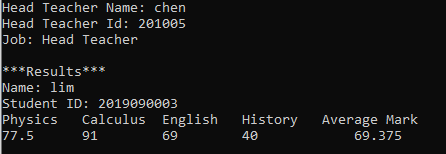 Head Teacher Name: chen
Head Teacher Id: 201005
Job: Head Teacher
***Results***
Name: lim
Student ID: 2019090003
Physics Calculus English History Average Mark
77.5 91 69 40 69.375